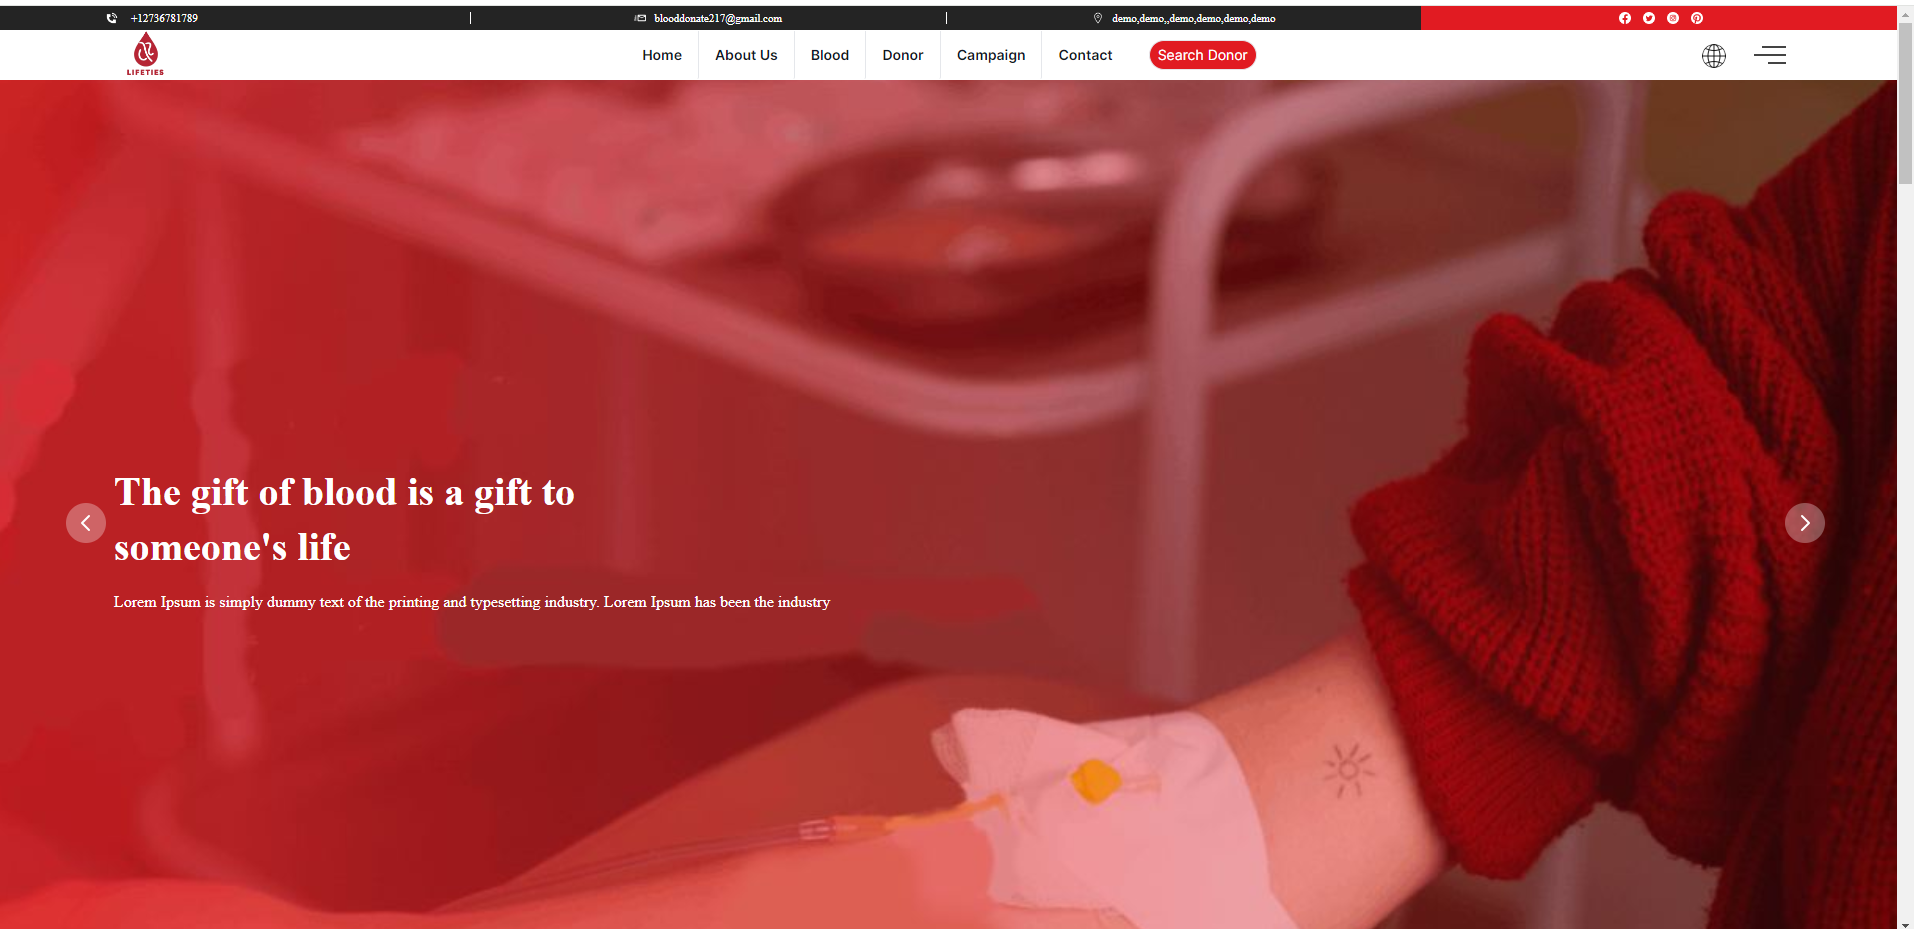 +12736781789
blooddonate217@gmail.com
demo,demo,,demo,demo,demo,demo
LIFETIES
Home
About Us
Blood
Donor
Campaign
Contact
Search Donor
The gift of blood is a gift to
someone's life
Lorem Ipsum is simply dummy text of the printing and typesetting industry. Lorem Ipsum has been the industry